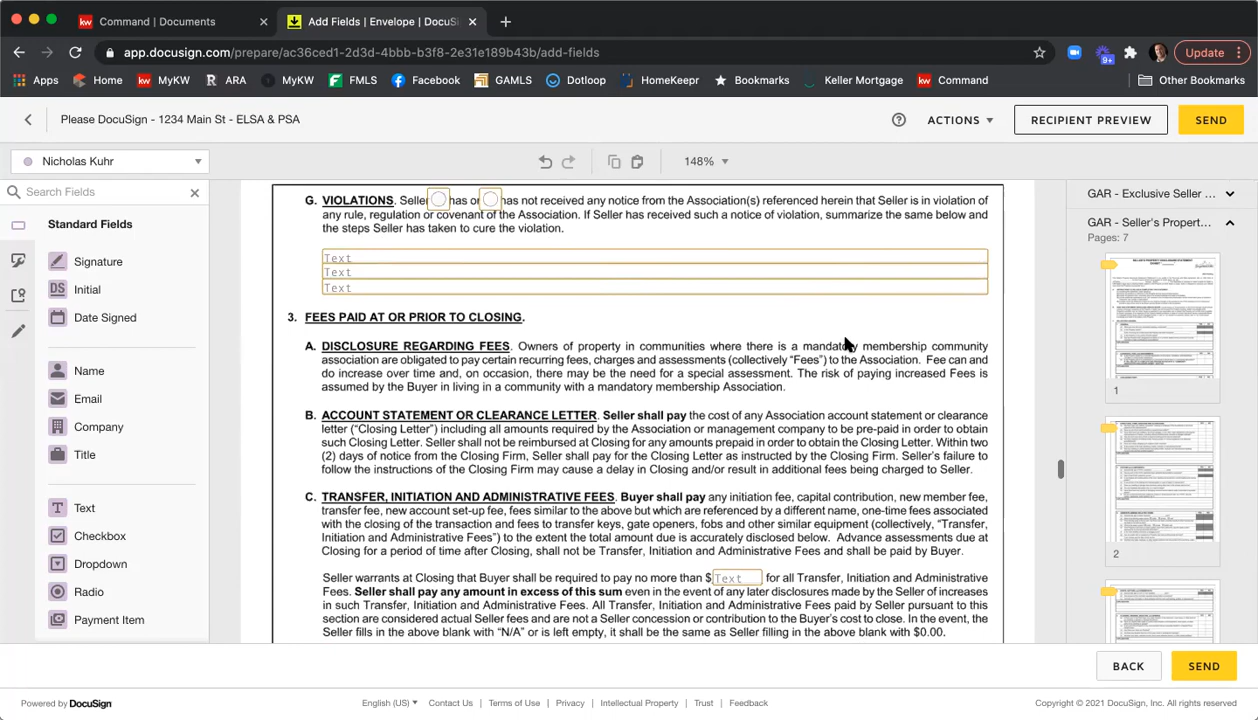 Command | Documents
Add Fields | Envelope | DocuSi
app.docusign.com/prepare/ac36ced1-2d3d-4bbb-b3f8-2e31e189b43b/add-fields
9+
Update
Apps
Home
MyKW
ARA
MyKW
FMLS
Facebook
GAMLS
Dotloop
HomeKeepr
Bookmarks
Keller Mortgage
Command
Other Bookmarks
Please DocuSign - 1234 Main St - ELSA & PSA
ACTIONS
RECIPIENT PREVIEW
SEND
Nicholas Kuhr
148%
Search Fields
Standard Fields
Signature
Initial
Date Signed
Name
Email
Company
Title
Text
Checkbox
Dropdown
Radio
Payment Item
G. VIOLATIONS. Seller has or has not received any notice from the Association(s) referenced herein that Seller is in violation of
any rule, regulation or covenant of the Association. If Seller has received such a notice of violation, summarize the same below and
the steps Seller has taken to cure the violation.
Text
Text
Text
3. FEES PAID AT OR PRIOR TO CLOSING.
A. DISCLOSURE REGARDING FEES. Owners of property in communities where there is a mandatory membership community
association are obligated to pay certain recurring fees, charges and assessments (collectively “Fees”) to the Association. Fee can and
do increase over time and, on occasion, there may be the need for a special assessment. The risk of paying increased Fees is
assumed by the Buyer in living in a community with a mandatory membership Association.
B. ACCOUNT STATEMENT OR CLEARANCE LETTER. Seller shall pay the cost of any Association account statement or clearance
letter (“Closing Letter”) including all amounts required by the Association or management company to be pre-paid in order to obtain
such Closing Letter. Seller shall not be reimbursed at Closing for any amounts prepaid in order to obtain the Closing Letter. Within two
(2) days of notice from the Closing Firm, Seller shall pay for the Closing Letter as instructed by the Closing Firm. Seller’s failure to
follow the instructions of the Closing Firm may cause a delay in Closing and/or result in additional fees being charged to Seller.
C. TRANSFER, INITIATION AND ADMINISTRATIVE FEES. Buyer shall pay any initiation fee, capital contribution, new member fee,
transfer fee, new account set-up fee, fees similar to the above but which are referenced by a different name, one-time fees associated
with the closing of the transaction and fees to transfer keys, gate openers, fobs and other similar equipment (collectively, “Transfer,
Initiation and Administrative Fees”) to the extent the total amount due is accurately disclosed below. Advance assessments due at
Closing for a period of time after Closing, shall not be Transfer, Initiation and Administrative Fees and shall be paid by Buyer.
Seller warrants at Closing that Buyer shall be required to pay no more than $ Text for all Transfer, Initiation and Administrative
Fees. Seller shall pay any amount in excess of this sum even in the event of any later disclosures made by the Seller of increases
in such Transfer, Initiation and Administrative Fees. All Transfer, Initiation and Administrative Fees paid by Seller pursuant to this
section are considered actual Seller fees and are not a Seller concession or contribution to the Buyer’s cost to close. In the event, the
Seller fills in the above blank with “N/A” or is left empty, it shall be the same as Seller filling in the above blank with $0.00.
GAR - Exclusive Seller ...
GAR - Seller's Propert...
Pages: 7
1
2
BACK
SEND
Powered by DocuSign
English (US)
Contact Us
Terms of Use
Privacy
Intellectual Property
Trust
Feedback
Copyright © 2021 DocuSign, Inc. All rights reserved